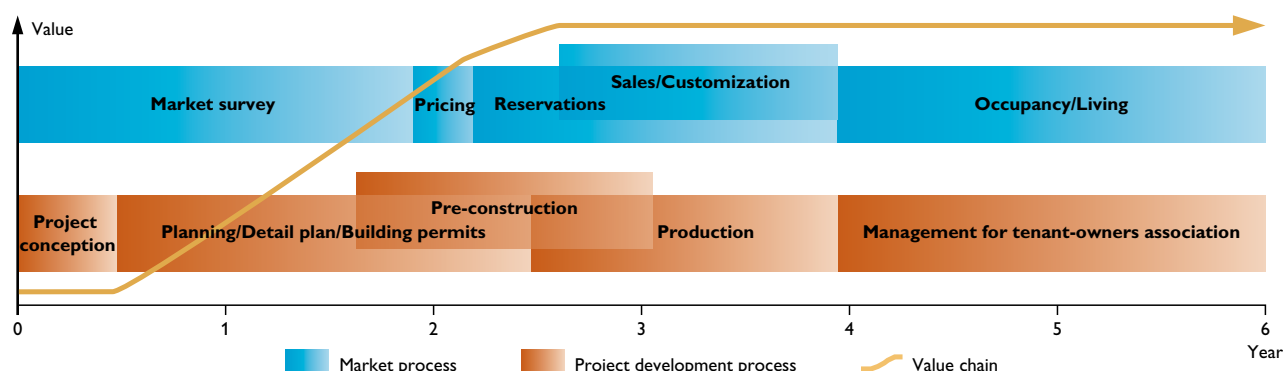 Value
Sales/Customization
Market survey
Pricing
Reservations
Occupancy/Living
Pre-construction
Project
conception
Planning/Detail plan/Building permits
Production
Management for tenant-owners association
0
1
2
3
4
5
6
Year
Market process
Project development process
Value chain